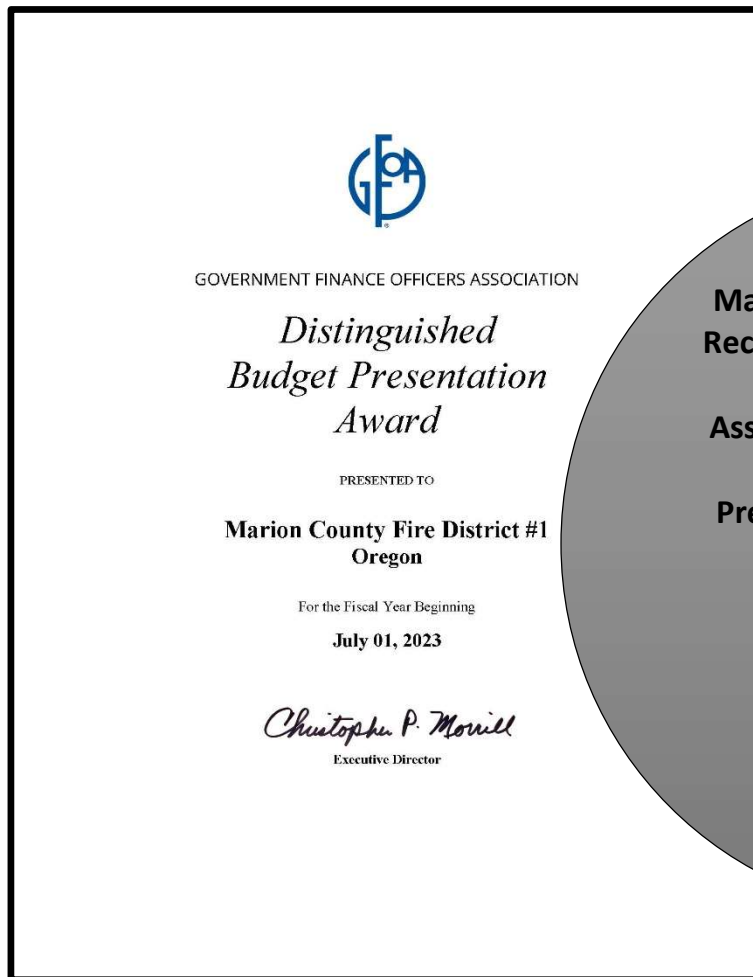 GFOA
GOVERNMENT FINANCE OFFICERS ASSOCIATION
Distinguished
Budget Presentation
Award
PRESENTED TO
Marion County Fire District #1
Oregon
For the Fiscal Year Beginning
July 01, 2023
Christopher P. Morrill
Executive Director
Ma
Rec
Ass
Pre